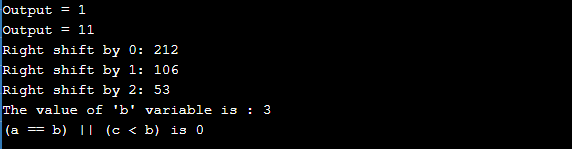 Output = 1
Output = 11
Right shift by 0: 212
Right shift by 1: 106
Right shift by 2: 53
The value of 'b' variable is : 3
(a == b) || (c < b) is 0